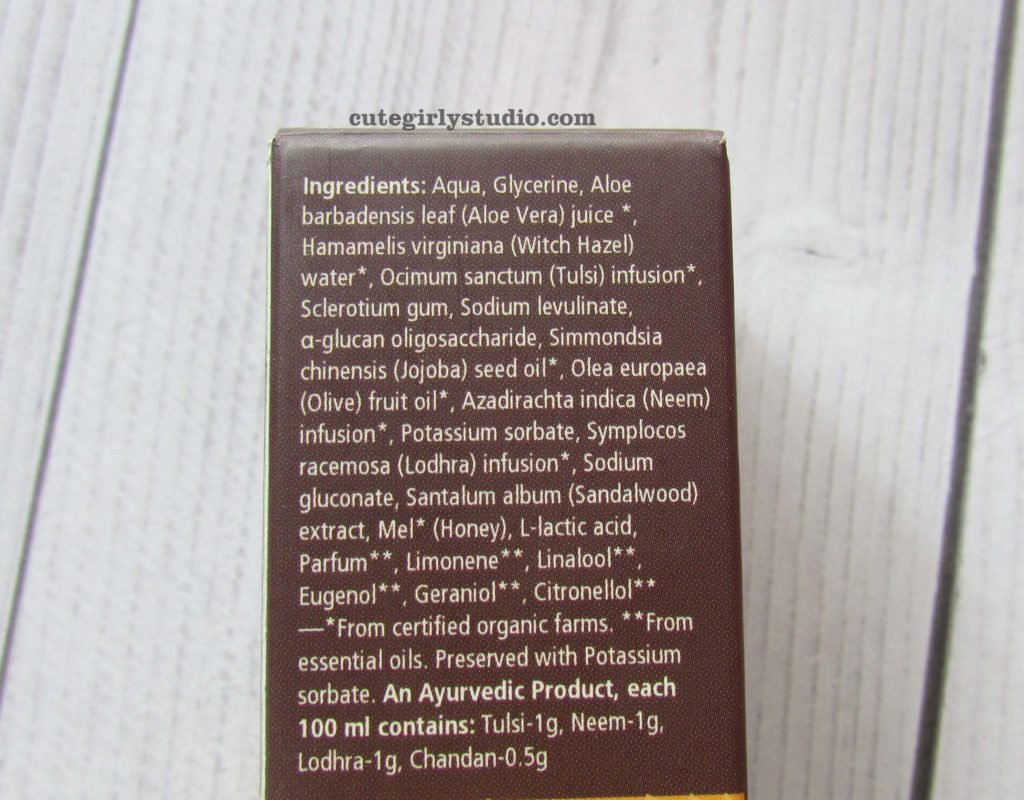 cutegirlystudio.com
Ingredients: Aqua, Glycerine, Aloe
barbadensis leaf (Aloe Vera) juice *,
Hamamelis virginiana (Witch Hazel)
water*, Ocimum sanctum (Tulsi) infusion*,
Sclerotium gum, Sodium levulinate,
α-glucan oligosaccharide, Simmondsia
chinensis (Jojoba) seed oil*, Olea europaea
(Olive) fruit oil*, Azadirachta indica (Neem)
infusion*, Potassium sorbate, Symplocos
racemosa (Lodhra) infusion*, Sodium
gluconate, Santalum album (Sandalwood)
extract, Mel* (Honey), L-lactic acid,
Parfum**, Limonene**, Linalool**,
Eugenol**, Geraniol**, Citronellol**
—*From certified organic farms. **From
essential oils. Preserved with Potassium
sorbate. An Ayurvedic Product, each
100 ml contains: Tulsi-1g, Neem-1g,
Lodhra-1g, Chandan-0.5g